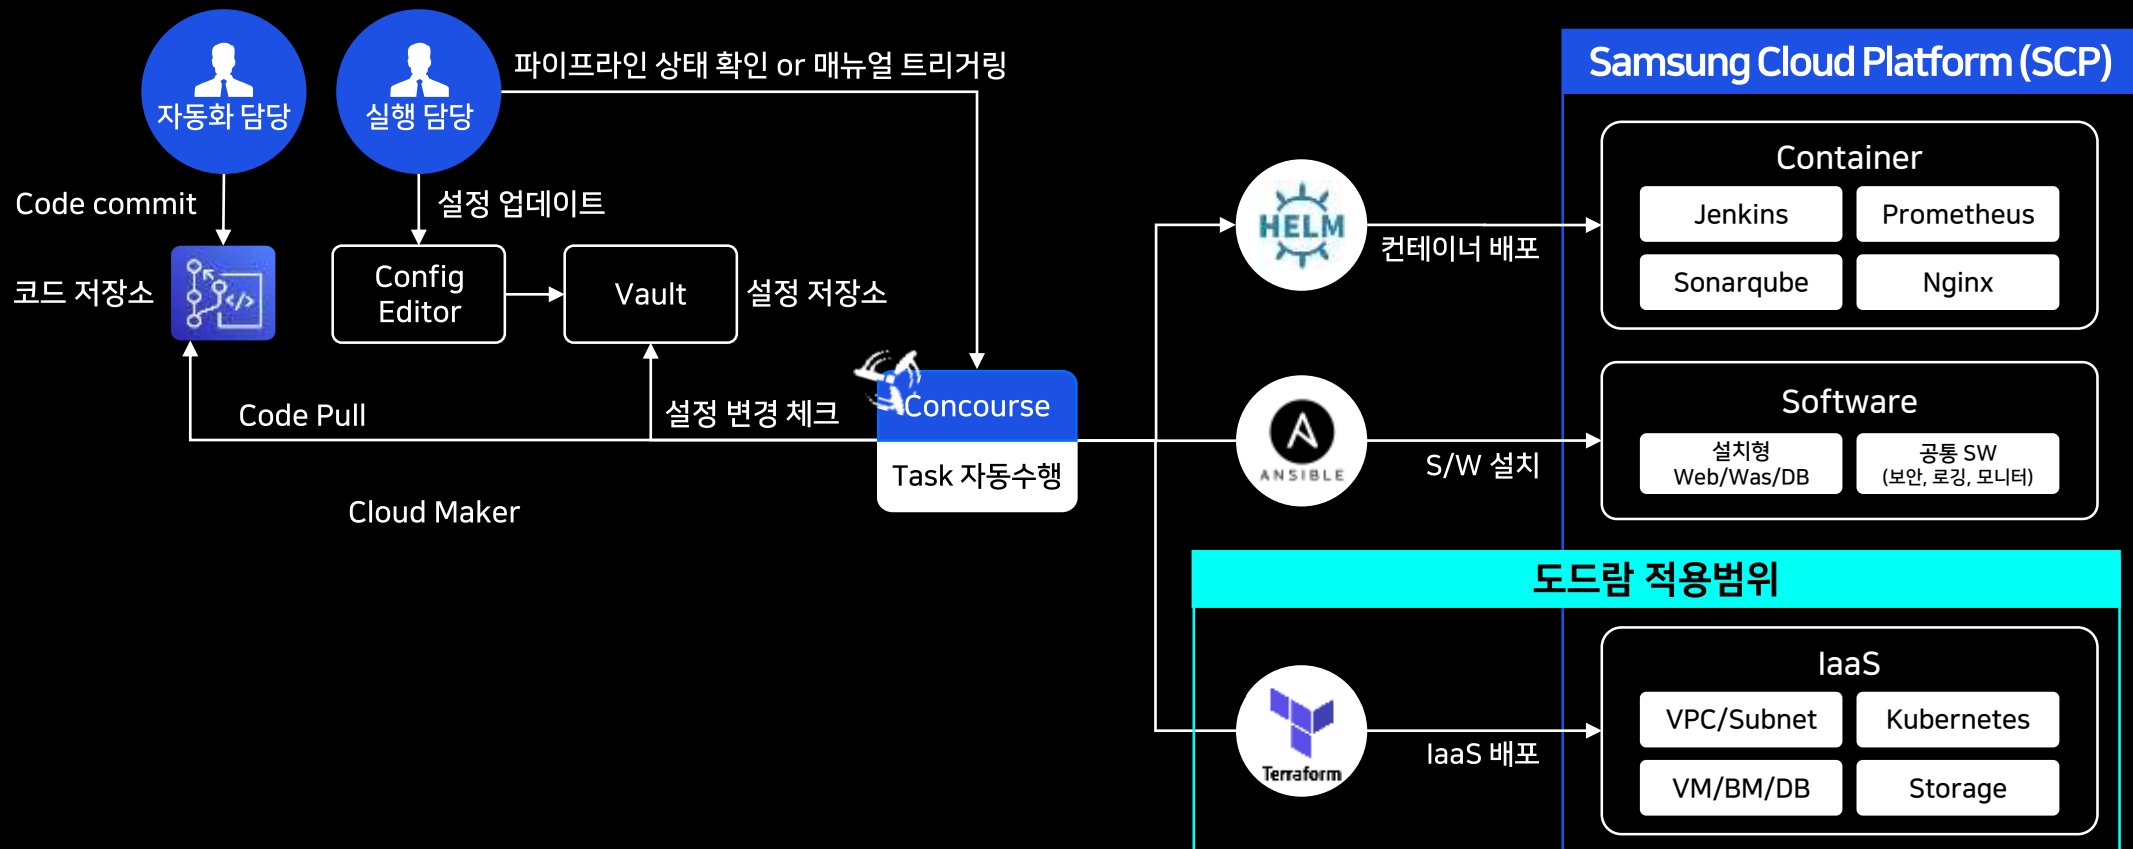 자동화 담당
실행 담당
파이프라인 상태 확인 or 매뉴얼 트리거링
Samsung Cloud Platform (SCP)
Code commit
설정 업데이트
코드 저장소
Config
Editor
Vault
설정 저장소
Code Pull
설정 변경 체크
Concourse
Task 자동수행
Cloud Maker
HELM
컨테이너 배포
Container
Jenkins
Prometheus
Sonarqube
Nginx
ANSIBLE
S/W 설치
Software
설치형
Web/Was/DB
공통 SW
(보안, 로깅, 모니터)
도드람 적용범위
Terraform
IaaS 배포
IaaS
VPC/Subnet
Kubernetes
VM/BM/DB
Storage